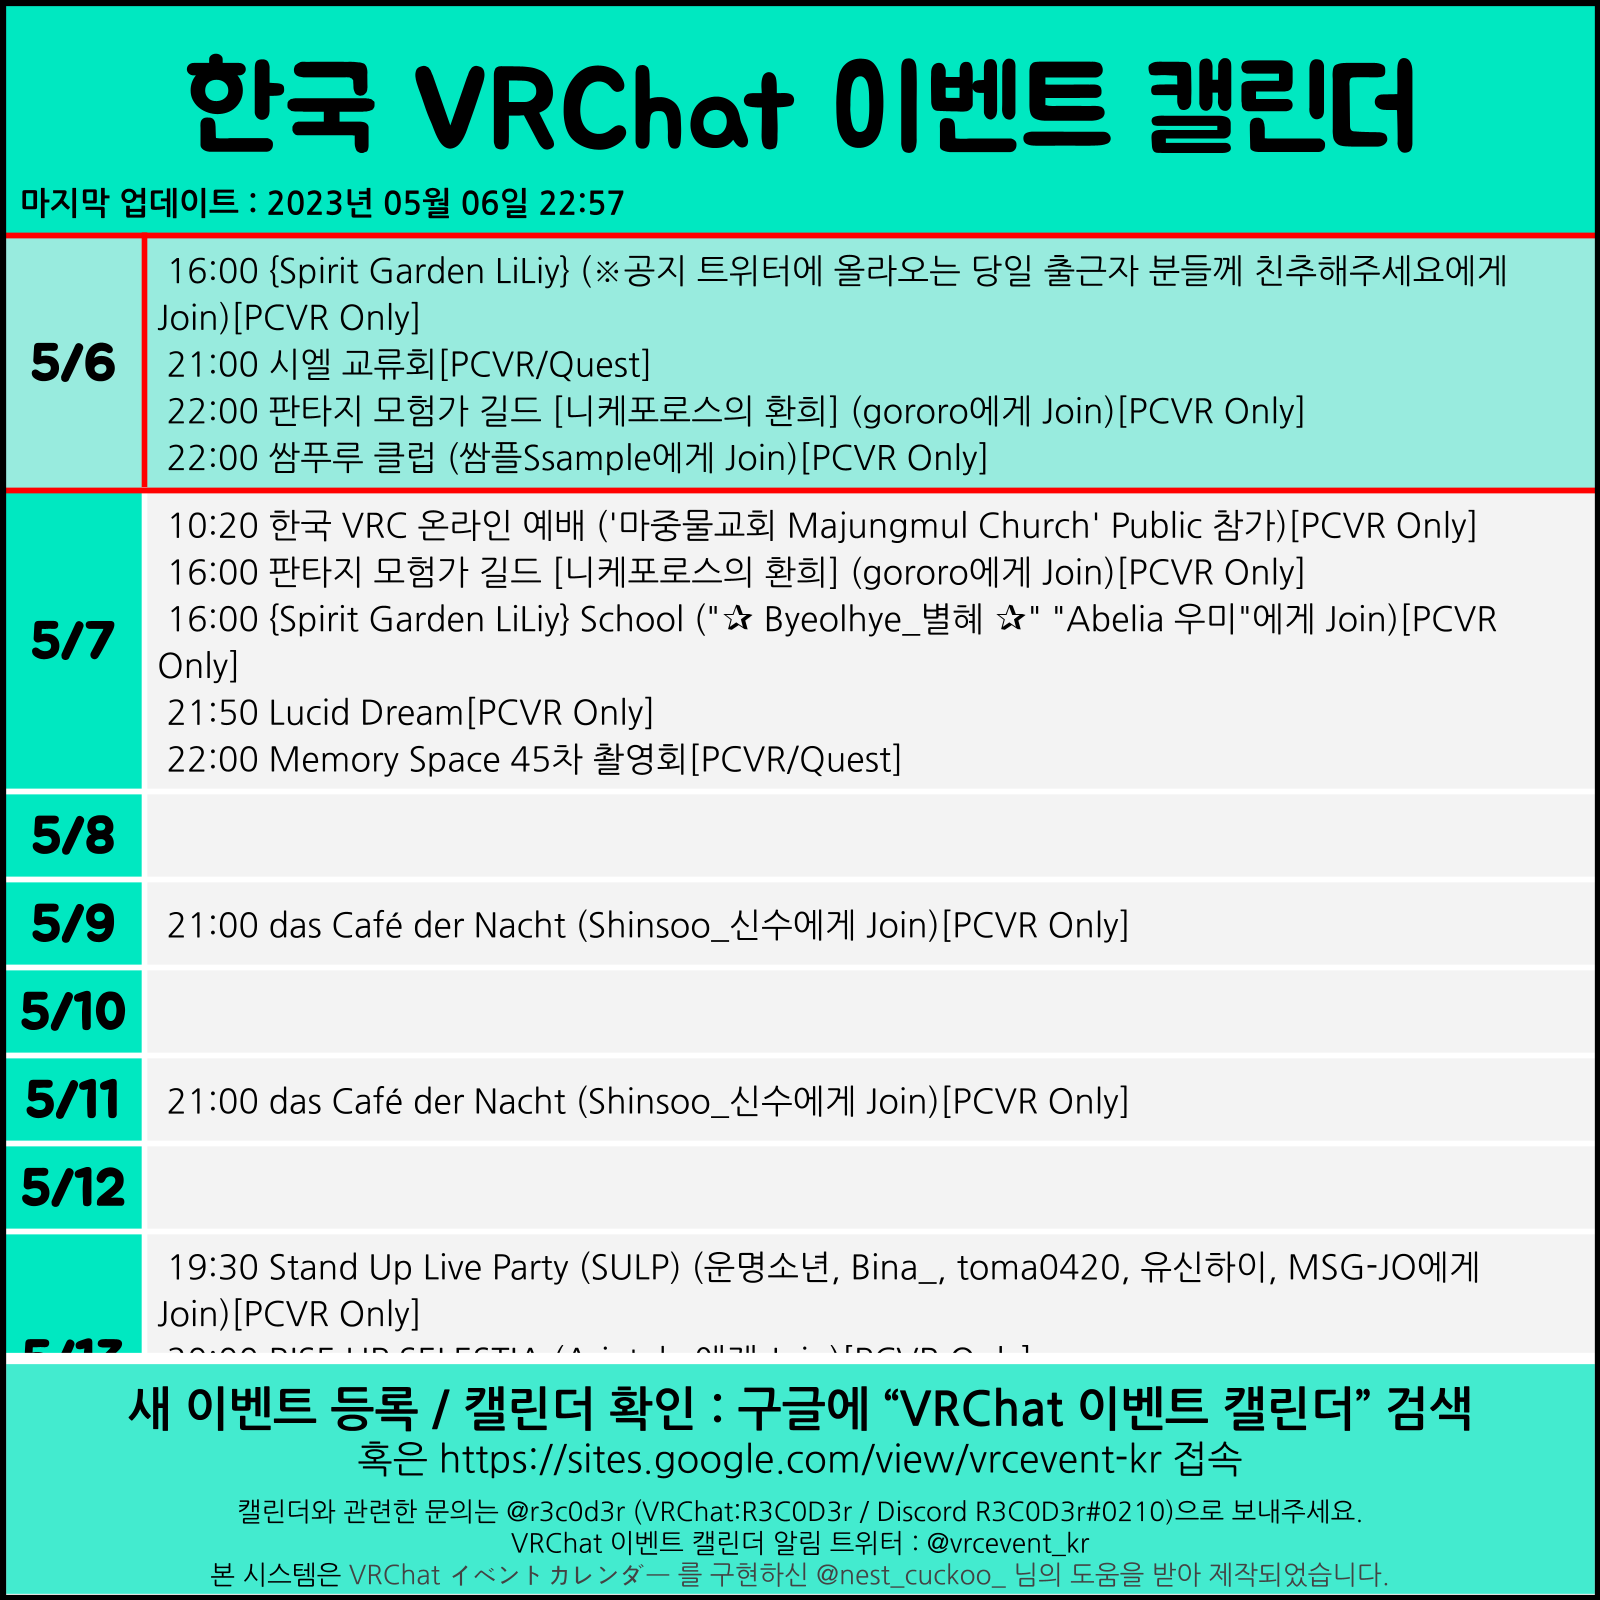 한국 VRChat 이벤트 캘린더
마지막 업데이트 : 2023년 05월 06일 22:57
5/6
16:00 {Spirit Garden LiLiy} (※공지 트위터에 올라오는 당일 출근자 분들께 친추해주세요에게
Join)[PCVR Only]
21:00 시엘 교류회[PCVR/Quest]
22:00 판타지 모험가 길드 [니케포로스의 환희] (gororo에게 Join)[PCVR Only]
22:00 쌈푸루 클럽 (쌈플Ssample에게 Join)[PCVR Only]
5/7
10:20 한국 VRC 온라인 예배 ('마중물교회 Majungmul Church' Public 참가)[PCVR Only]
16:00 판타지 모험가 길드 [니케포로스의 환희] (gororo에게 Join)[PCVR Only]
16:00 {Spirit Garden LiLiy} School ("✰ Byeolhye_별혜 ✰" "Abelia 우미"에게 Join)[PCVR
Only]
21:50 Lucid Dream[PCVR Only]
22:00 Memory Space 45차 촬영회[PCVR/Quest]
5/8
5/9
21:00 das Café der Nacht (Shinsoo_신수에게 Join)[PCVR Only]
5/10
5/11
21:00 das Café der Nacht (Shinsoo_신수에게 Join)[PCVR Only]
5/12
5/13
19:30 Stand Up Live Party (SULP) (운명소년, Bina_, toma0420, 유신하이, MSG-JO에게
Join)[PCVR Only]
새 이벤트 등록 / 캘린더 확인 : 구글에 “VRChat 이벤트 캘린더” 검색
혹은 https://sites.google.com/view/vrcevent-kr 접속
캘린더와 관련한 문의는 @r3c0d3r (VRChat:R3C0D3r / Discord R3C0D3r#0210)으로 보내주세요.
VRChat 이벤트 캘린더 알림 트위터 : @vrcevent_kr
본 시스템은 VRChat イベントカレンダー 를 구현하신 @nest_cuckoo_ 님의 도움을 받아 제작되었습니다.